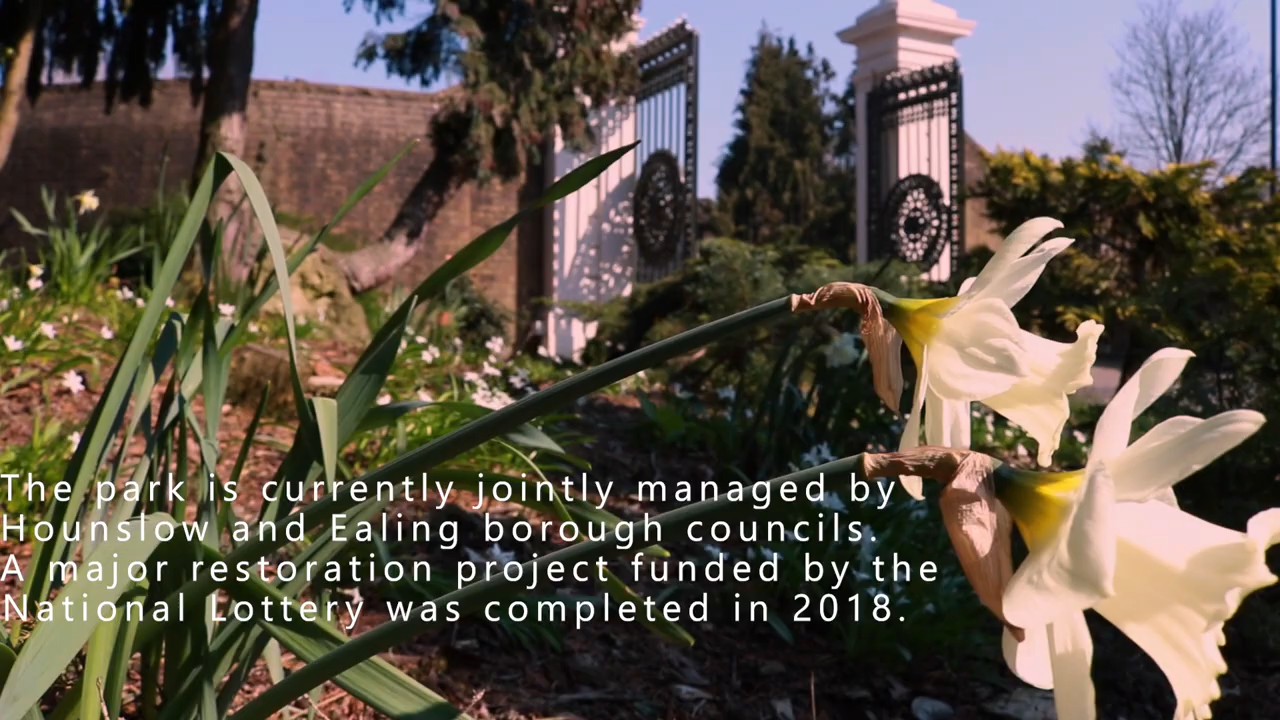 The park is currently jointly managed by
Hounslow and Ealing borough councils.
A major restoration project funded by the
National Lottery was completed in 2018.